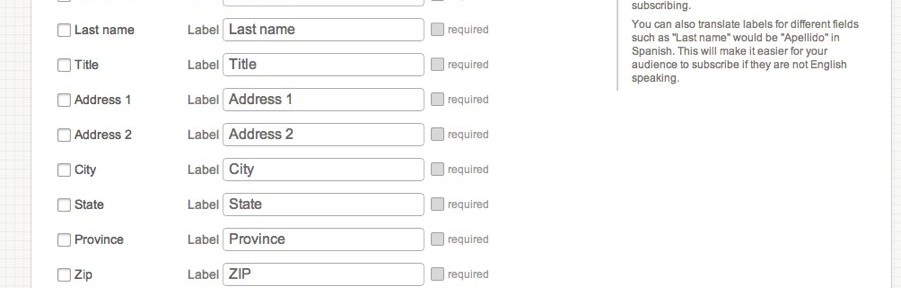 subscribing.
You can also translate labels for different fields
such as "Last name" would be "Apellido" in
Spanish. This will make it easier for your
audience to subscribe if they are not English
speaking.
Last name Label Last name required
Title Label Title required
Address 1 Label Address 1 required
Address 2 Label Address 2 required
City Label City required
State Label State required
Province Label Province required
Zip Label ZIP required